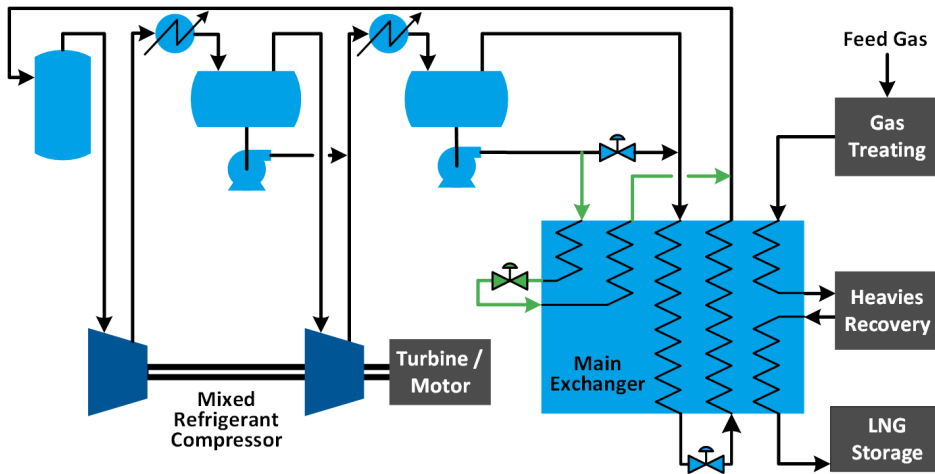 Feed Gas
Gas
Treating
Heavies
Recovery
Main
Exchanger
Turbine /
Motor
Mixed
Refrigerant
Compressor
LNG
Storage